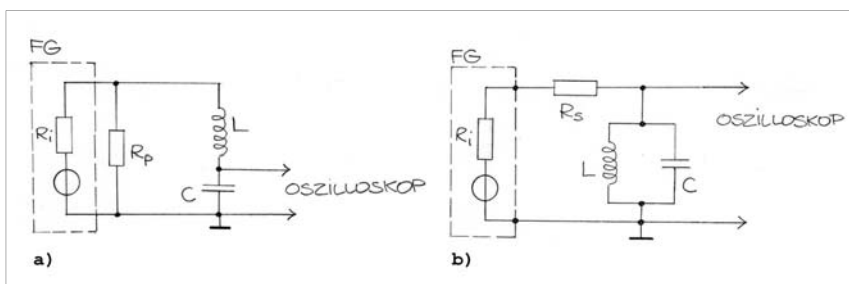 FG
Ri
Rp
L
C
OSZILLOSKOP
a)
FG
Ri
Rs
L
C
OSZILLOSKOP
b)